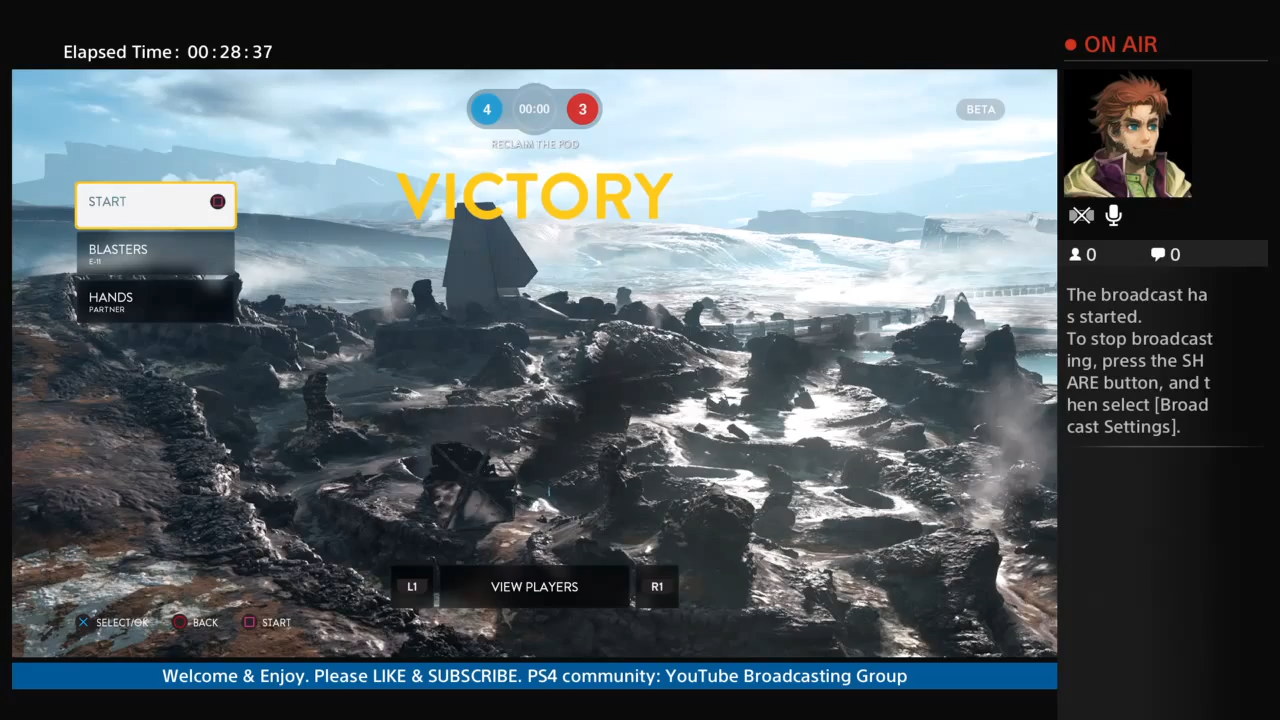 Elapsed Time: 00:28:37
ON AIR
4 00:00 3
RECLAIM THE POD
BETA
VICTORY
START
BLASTERS
E-11
HANDS
PARTNER
0 0
The broadcast ha
s started.
To stop broadcast
ing, press the SH
ARE button, and t
hen select [Broad
cast Settings].
L1 VIEW PLAYERS R1
SELECT/OK BACK START
Welcome & Enjoy. Please LIKE & SUBSCRIBE. PS4 community: YouTube Broadcasting Group